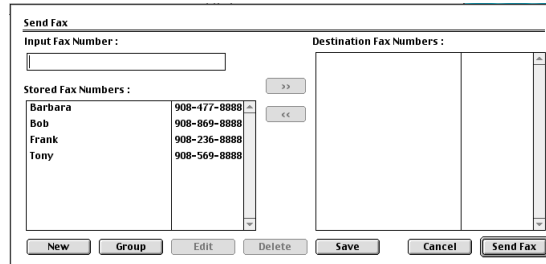 Send Fax
Input Fax Number :
Destination Fax Numbers :
>>
Stored Fax Numbers :
<<
Barbara 908-477-8888
Bob 908-869-8888
Frank 908-236-8888
Tony 908-569-8888
New Group Edit Delete Save Cancel Send Fax